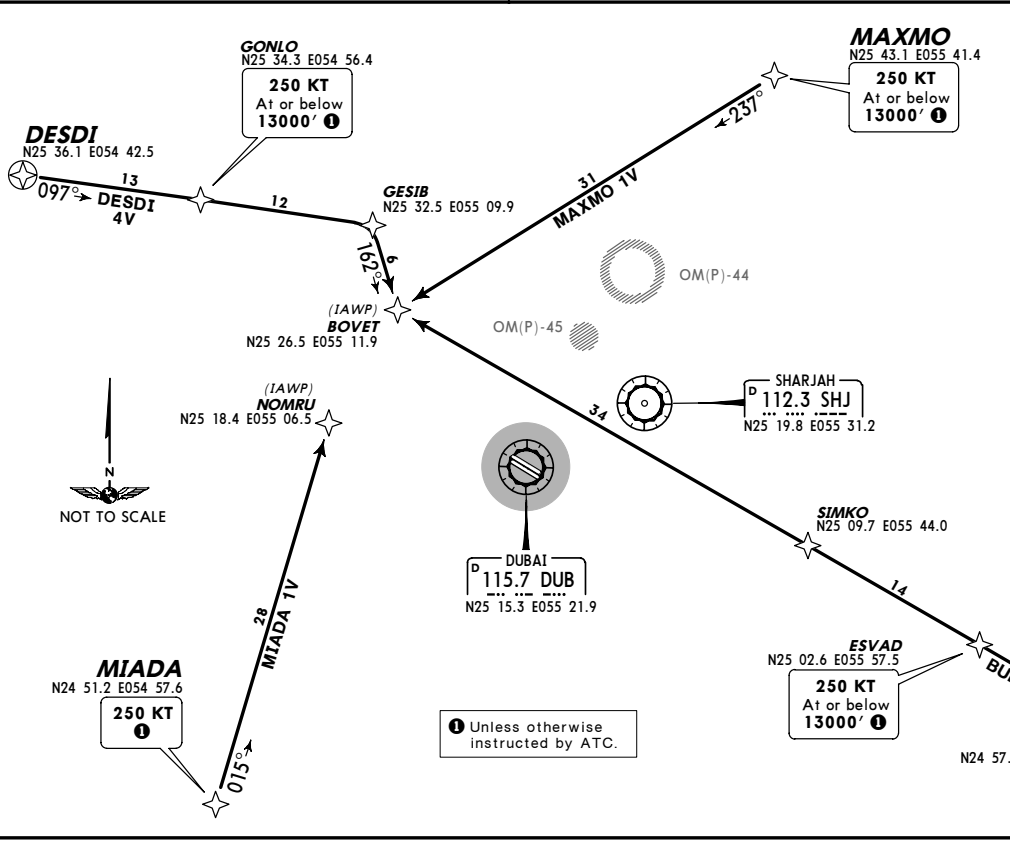 GONLO
N25 34.3 E054 56.4
250 KT
At or below
13000′ ❶
MAXMO
N25 43.1 E055 41.4
250 KT
At or below
13000′ ❶
237°
DESDI
N25 36.1 E054 42.5
13
097°
DESDI
4V
12
GESIB
N25 32.5 E055 09.9
162°
6
31
MAXMO 1V
OM(P)-44
(IAWP)
BOVET
N25 26.5 E055 11.9
OM(P)-45
(IAWP)
NOMRU
N25 18.4 E055 06.5
34
SHARJAH
D 112.3 SHJ
N25 19.8 E055 31.2
N
NOT TO SCALE
SIMKO
N25 09.7 E055 44.0
DUBAI
D 115.7 DUB
N25 15.3 E055 21.9
14
28
MIADA 1V
ESVAD
N25 02.6 E055 57.5
250 KT
At or below
13000′ ❶
MIADA
N24 51.2 E054 57.6
250 KT
❶
015°
❶ Unless otherwise
instructed by ATC.
N24 57.